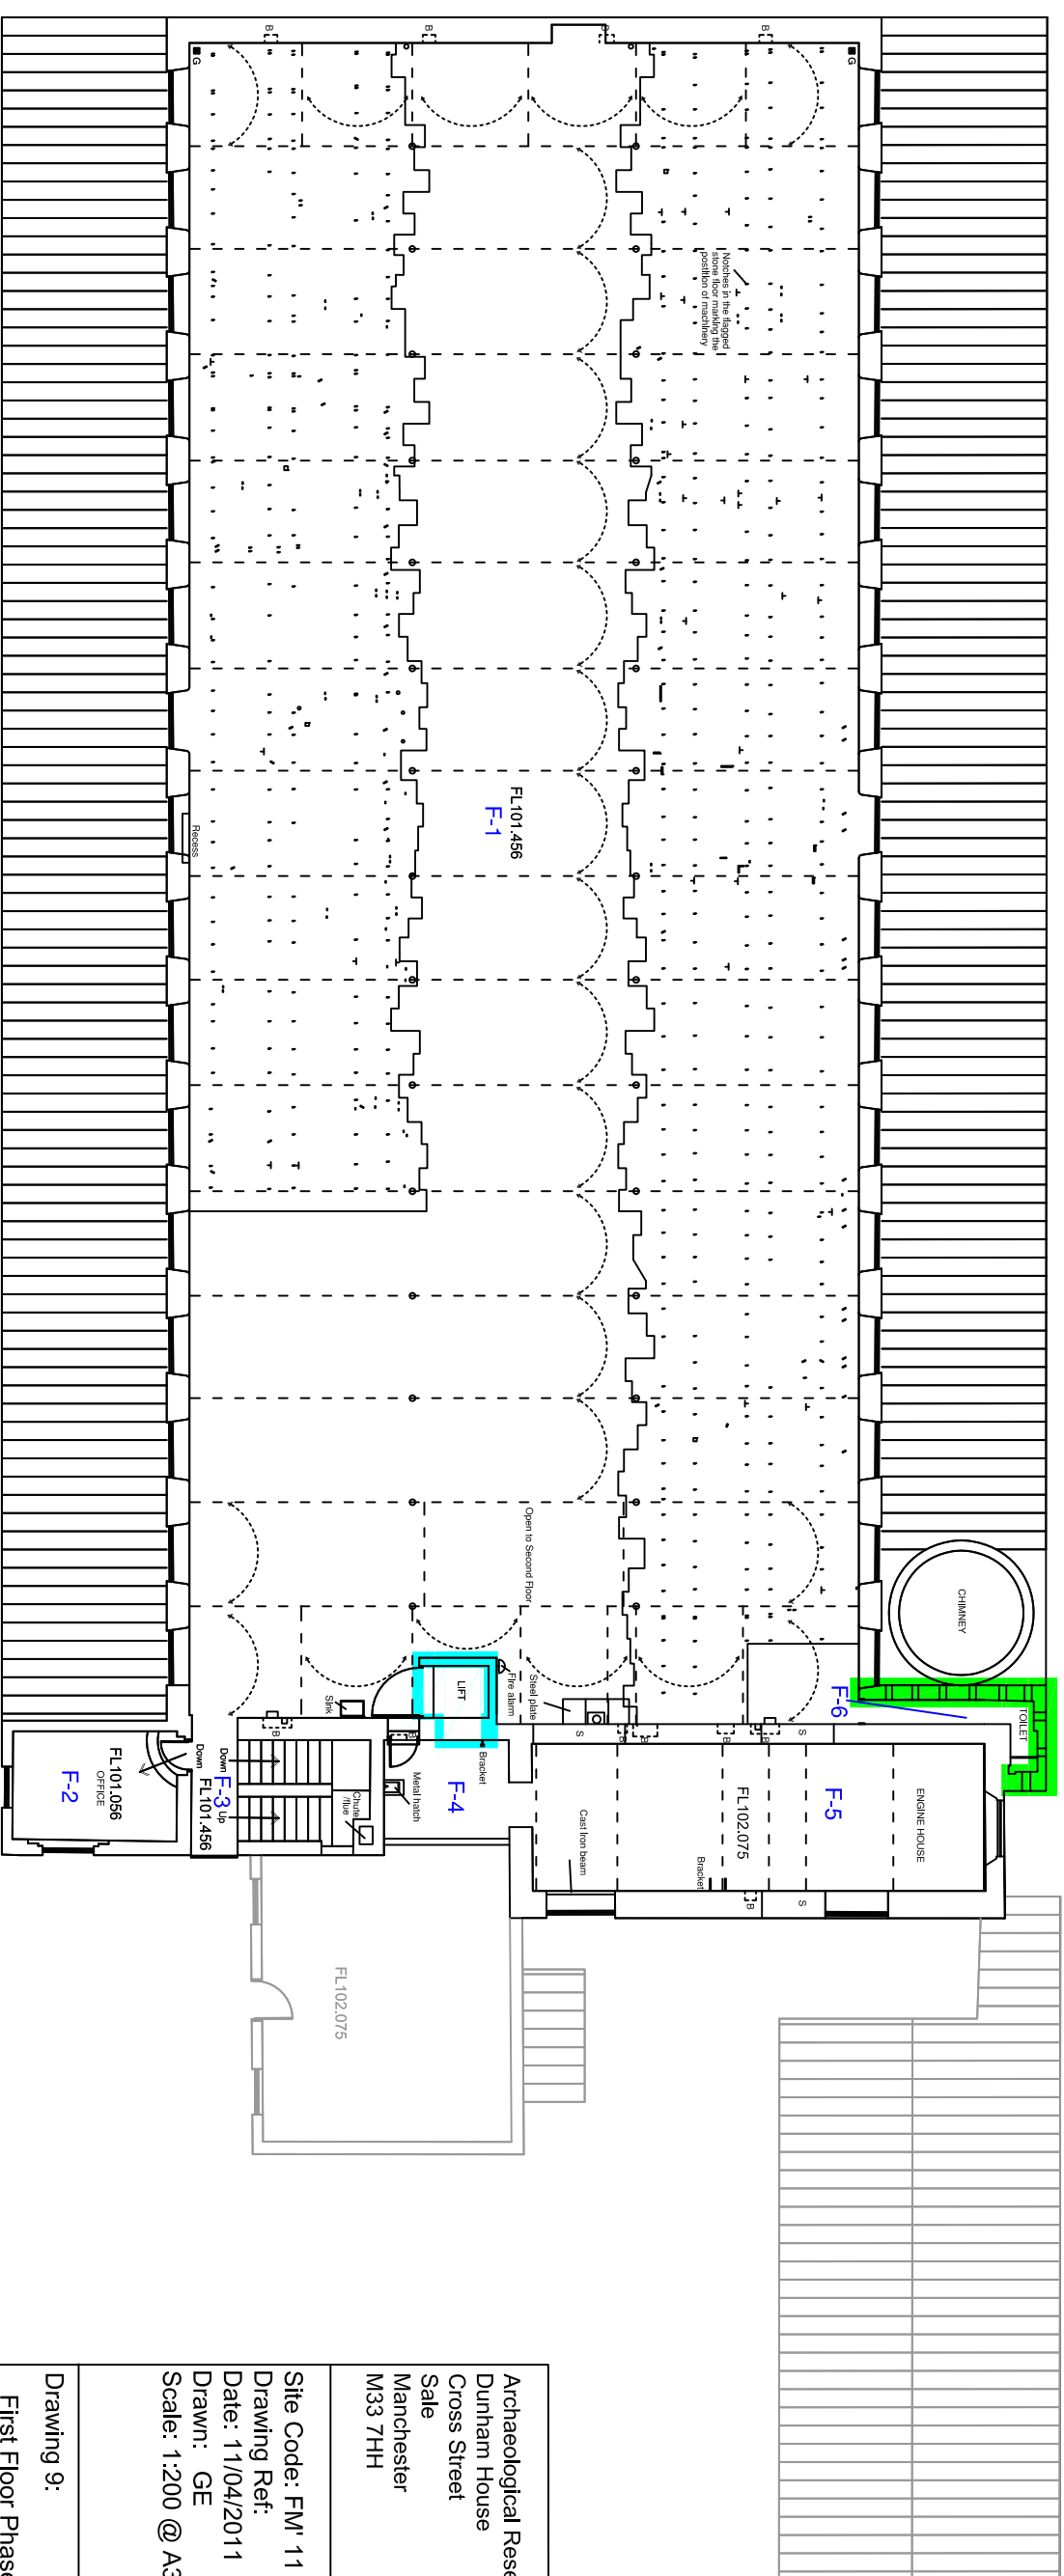 B
B
B
B
G
G
Notches in the flagged
stone floor marking the
position of machinery
FL101.456
F-1
Recess
Open to Second Floor
CHIMNEY
TOILET
F-6
LIFT
Fire alarm
Steel plate
Sink
S
S
B
B
B
B
B
B
Bracket
Metal hatch
F-4
Chute
/flue
Down
Down
Up
F-3
FL101.456
FL101.056
OFFICE
F-2
ENGINE HOUSE
F-5
FL102.075
Cast Iron beam
Bracket
B
S
FL102.075
Archaeological Rese
Dunham House
Cross Street
Sale
Manchester
M33 7HH
Site Code: FM' 11
Drawing Ref:
Date: 11/04/2011
Drawn: GE
Scale: 1:200 @ A3
Drawing 9:
First Floor Phase